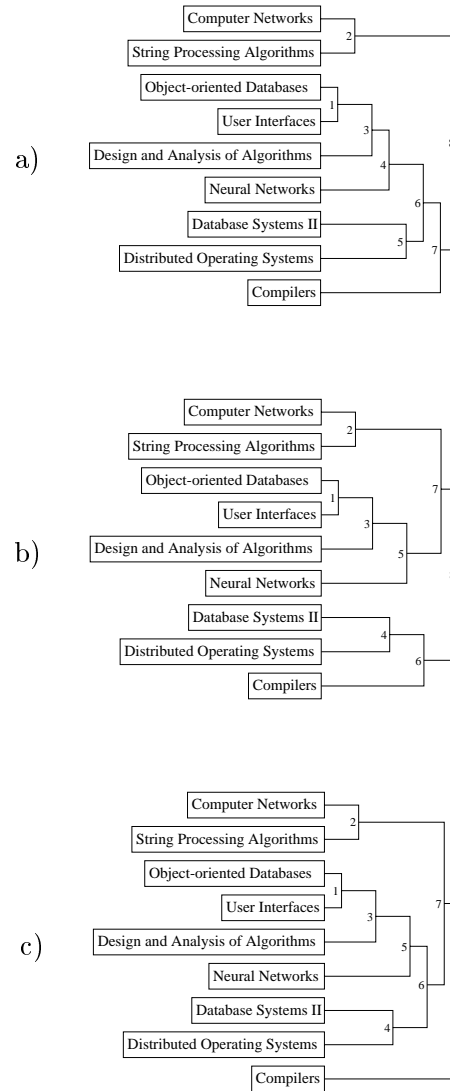 Computer Networks
2
String Processing Algorithms
Object-oriented Databases
1
User Interfaces
3
a)
Design and Analysis of Algorithms
4
Neural Networks
6
Database Systems II
5
7
Distributed Operating Systems
Compilers
Computer Networks
2
String Processing Algorithms
Object-oriented Databases
7
1
User Interfaces
3
b)
Design and Analysis of Algorithms
5
Neural Networks
Database Systems II
4
Distributed Operating Systems
6
Compilers
Computer Networks
2
String Processing Algorithms
Object-oriented Databases
1
7
User Interfaces
3
c)
Design and Analysis of Algorithms
5
Neural Networks
6
Database Systems II
4
Distributed Operating Systems
Compilers